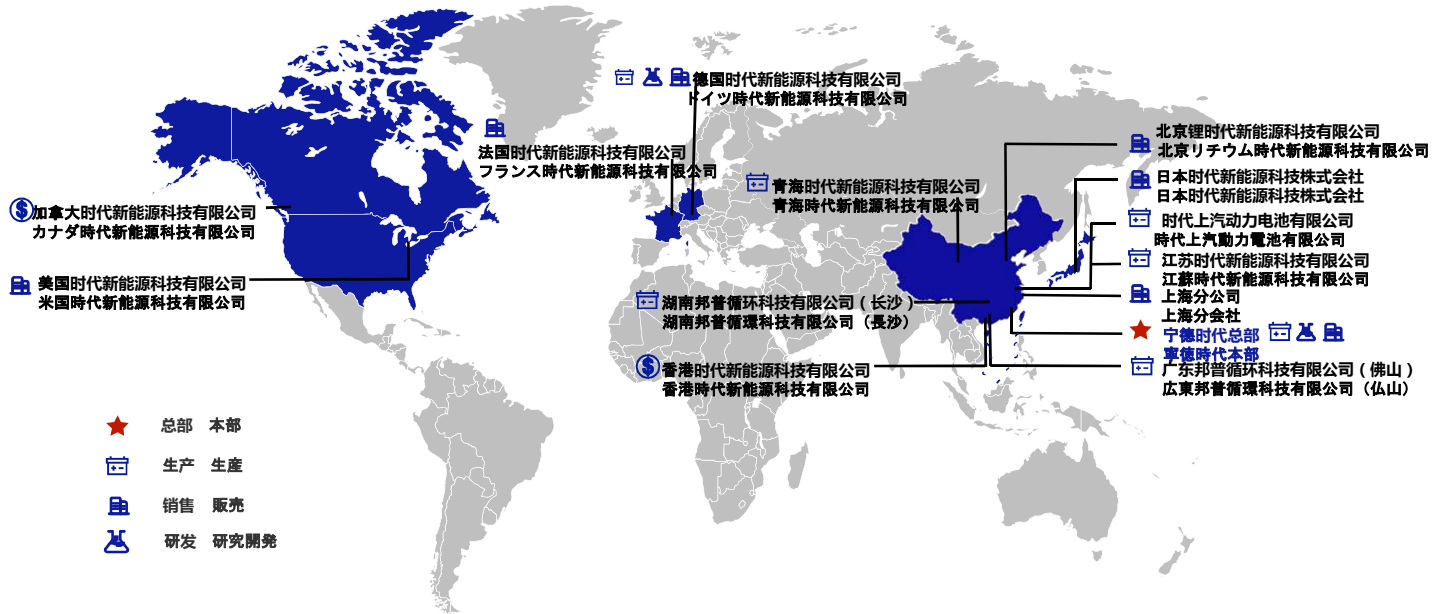 德国时代新能源科技有限公司
ドイツ時代新能源科技有限公司
法国时代新能源科技有限公司
フランス時代新能源科技有限公司
青海时代新能源科技有限公司
青海時代新能源科技有限公司
加拿大时代新能源科技有限公司
カナダ時代新能源科技有限公司
美国时代新能源科技有限公司
米国時代新能源科技有限公司
湖南邦普循环科技有限公司（长沙）
湖南邦普循環科技有限公司（長沙）
香港时代新能源科技有限公司
香港時代新能源科技有限公司
北京锂时代新能源科技有限公司
北京リチウム時代新能源科技有限公司
日本时代新能源科技株式会社
日本时代新能源科技株式会社
时代上汽动力电池有限公司
時代上汽動力電池有限公司
江苏时代新能源科技有限公司
江蘇時代新能源科技有限公司
上海分公司
上海分会社
宁德时代总部
寧徳時代本部
广东邦普循环科技有限公司（佛山）
広東邦普循環科技有限公司（仏山）
总部 本部
生产 生産
销售 販売
研发 研究開発